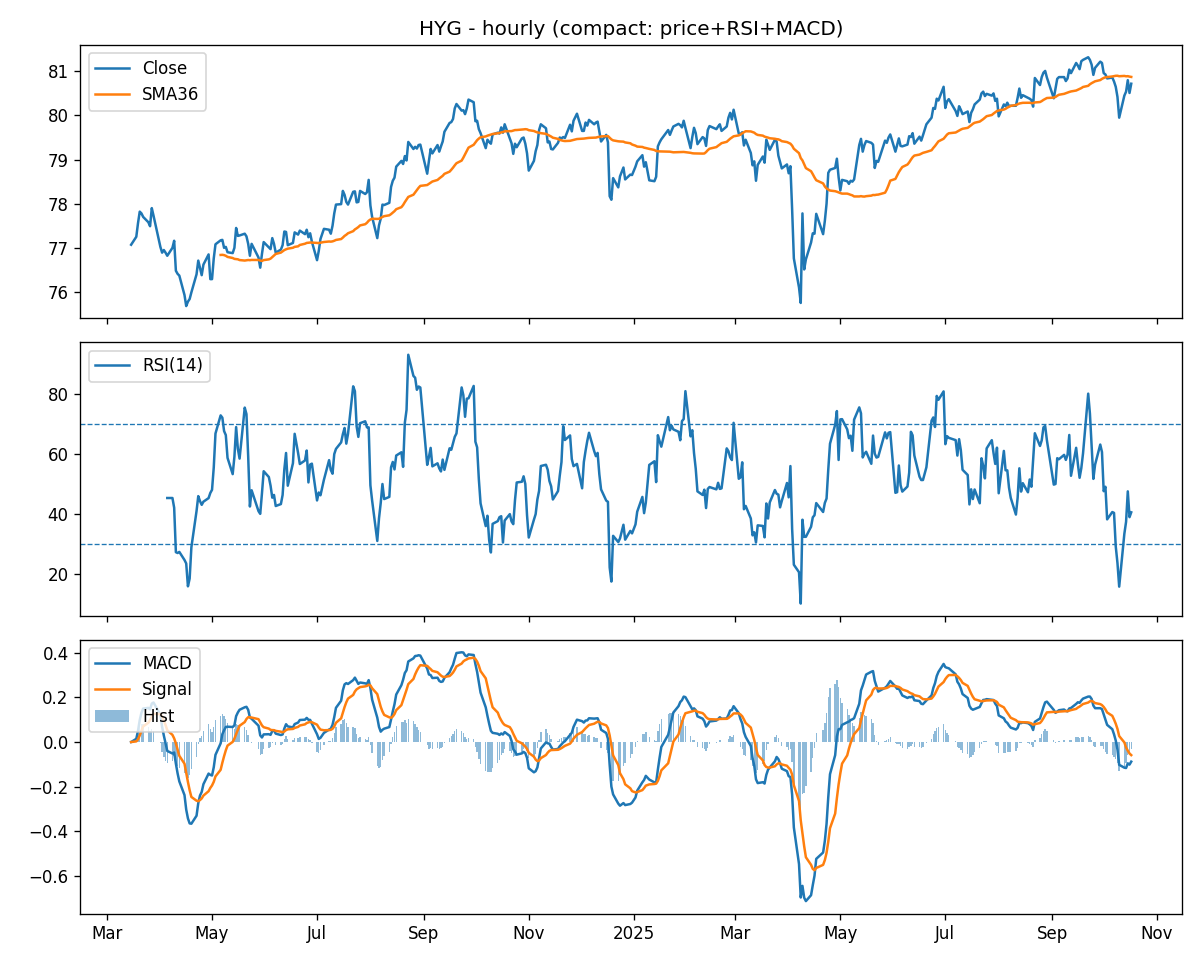 HYG - hourly (compact: price+RSI+MACD)
Close
SMA36
81
80
79
78
77
76
RSI(14)
80
60
40
20
MACD
Signal
Hist
0.4
0.2
0.0
−0.2
−0.4
−0.6
Mar May Jul Sep Nov 2025 Mar May Jul Sep Nov